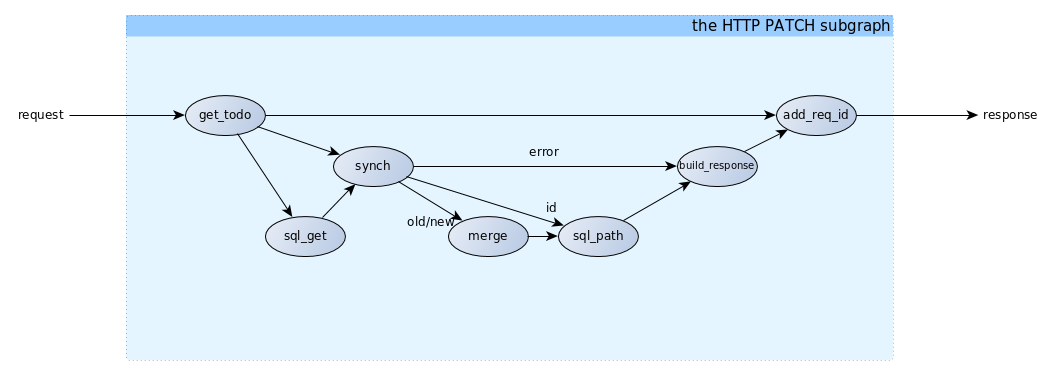 the HTTP PATCH subgraph
request
get_todo
add_req_id
response
synch
error
build_response
id
old/new
sql_get
merge
sql_path